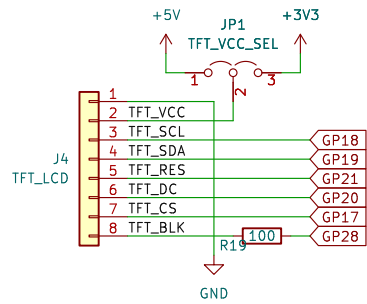 +5V
+3V3
JP1
TFT_VCC_SEL
1
3
2
J4
TFT_LCD
1
2 TFT_VCC
3 TFT_SCL GP18
4 TFT_SDA GP19
5 TFT_RES GP21
6 TFT_DC GP20
7 TFT_CS GP17
8 TFT_BLK 100 GP28
R19
GND